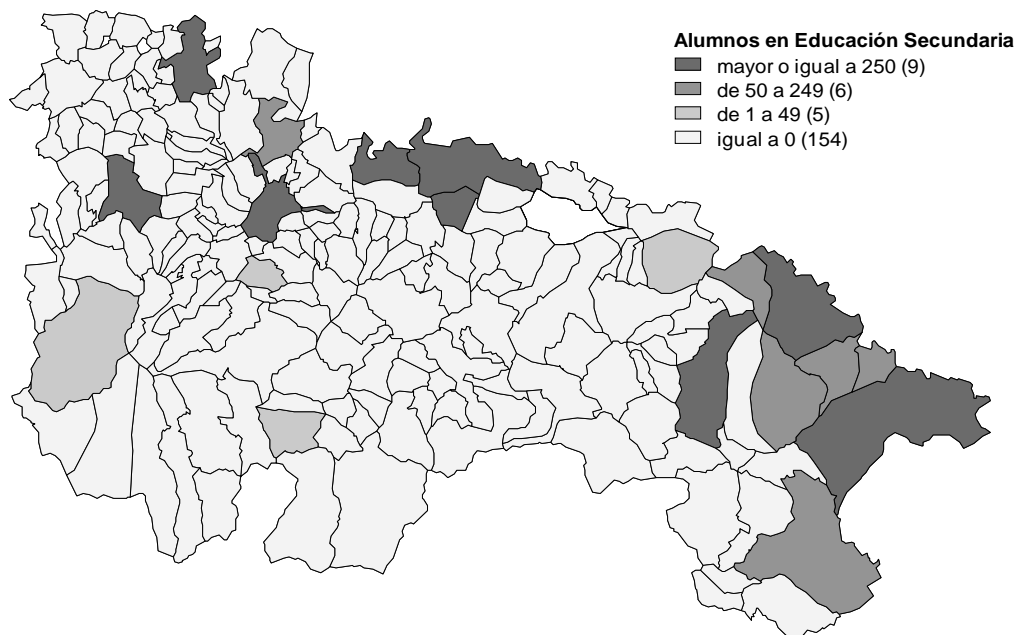 Alumnos en Educación Secundaria
mayor o igual a 250 (9)
de 50 a 249 (6)
de 1 a 49 (5)
igual a 0 (154)